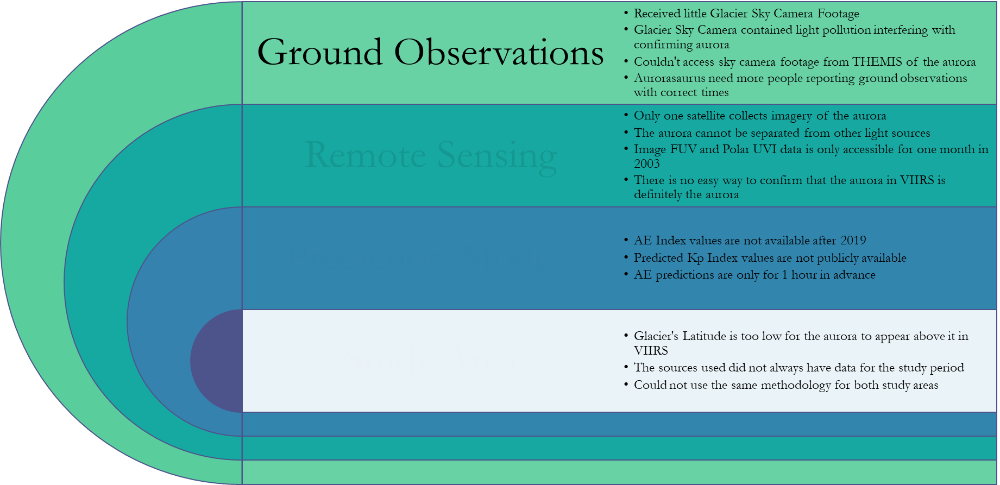 Ground Observations
• Received little Glacier Sky Camera Footage
• Glacier Sky Camera contained light pollution interfering with
confirming aurora
• Couldn't access sky camera footage from THEMIS of the aurora
• Aurorasaurus need more people reporting ground observations
with correct times
Remote Sensing
• Only one satellite collects imagery of the aurora
• The aurora cannot be separated from other light sources
• Image FUV and Polar UVI data is only accessible for one month in
2003
• There is no easy way to confirm that the aurora in VIIRS is
definitely the aurora
• AE Index values are not available after 2019
• Predicted Kp Index values are not publicly available
• AE predictions are only for 1 hour in advance
• Glacier's Latitude is too low for the aurora to appear above it in
VIIRS
• The sources used did not always have data for the study period
• Could not use the same methodology for both study areas